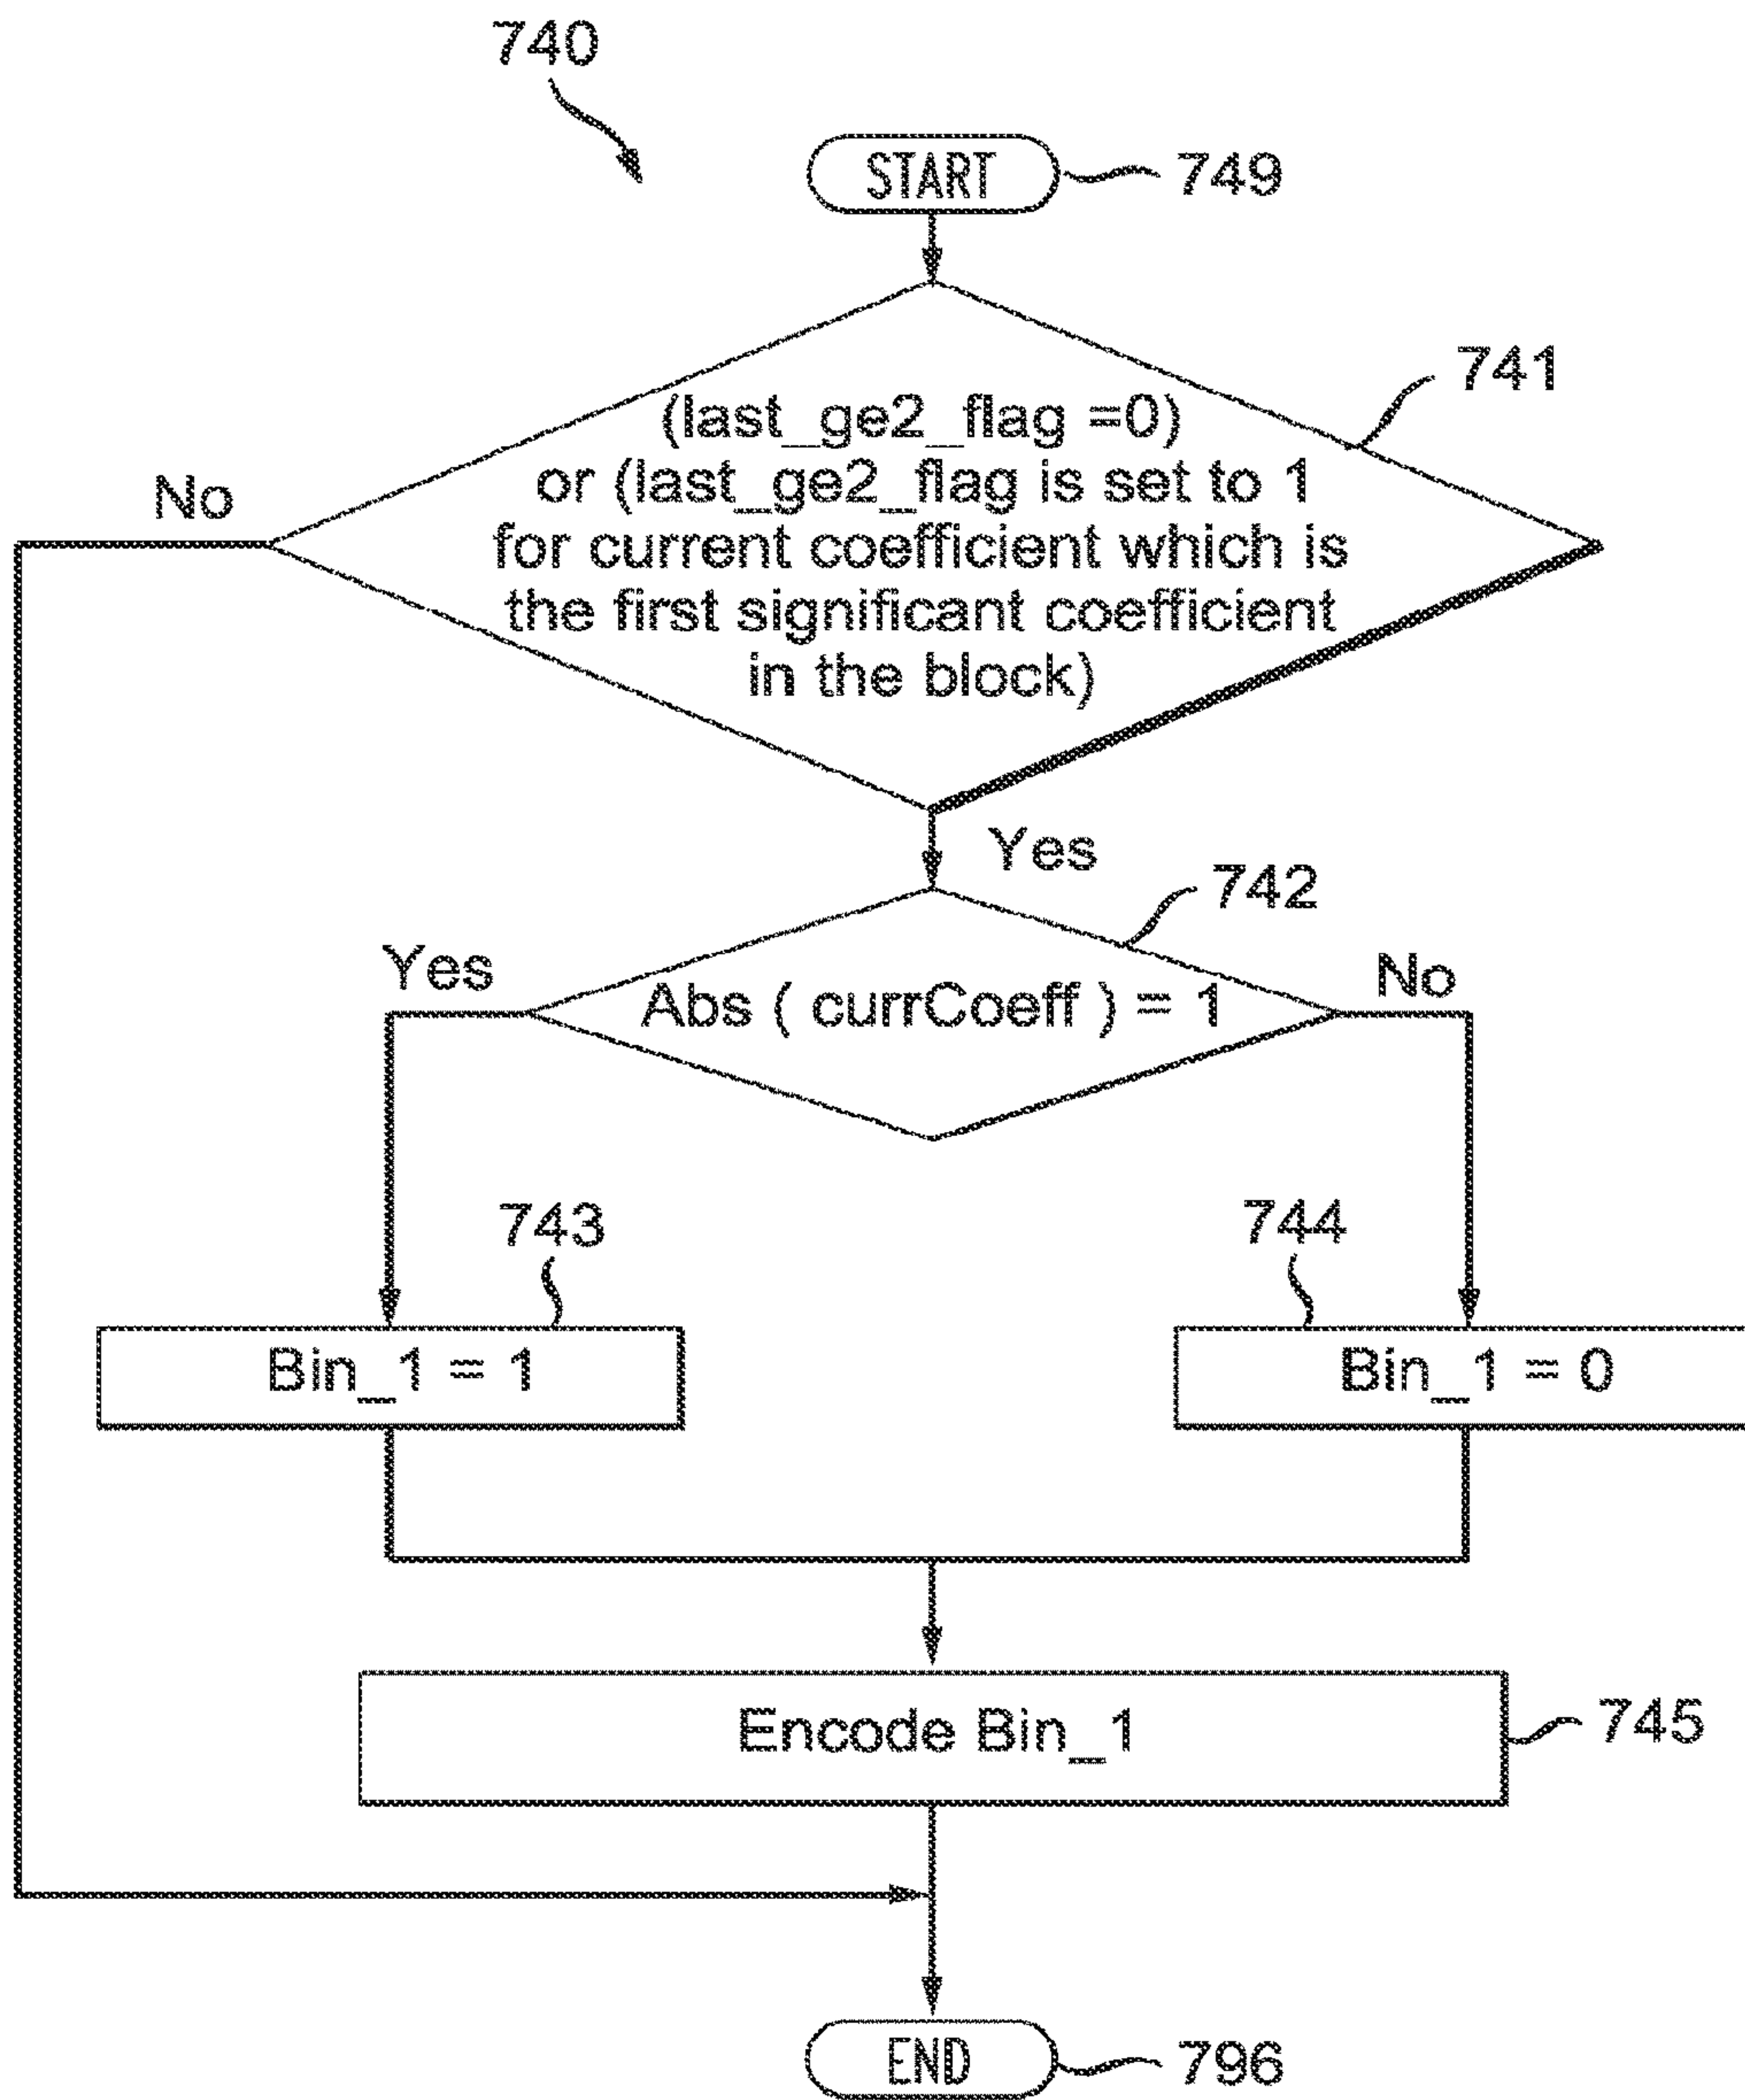 740
START
749
741
(last_ge2_flag =0)
No
or (last_ge2_flag is set to 1
for current coefficient which is
the first significant coefficient
in the block)
Yes
742
Yes
No
Abs ( currCoeff ) = 1
743
744
Bin_1 = 1
Bin_1 = 0
Encode Bin_1
745
END
796